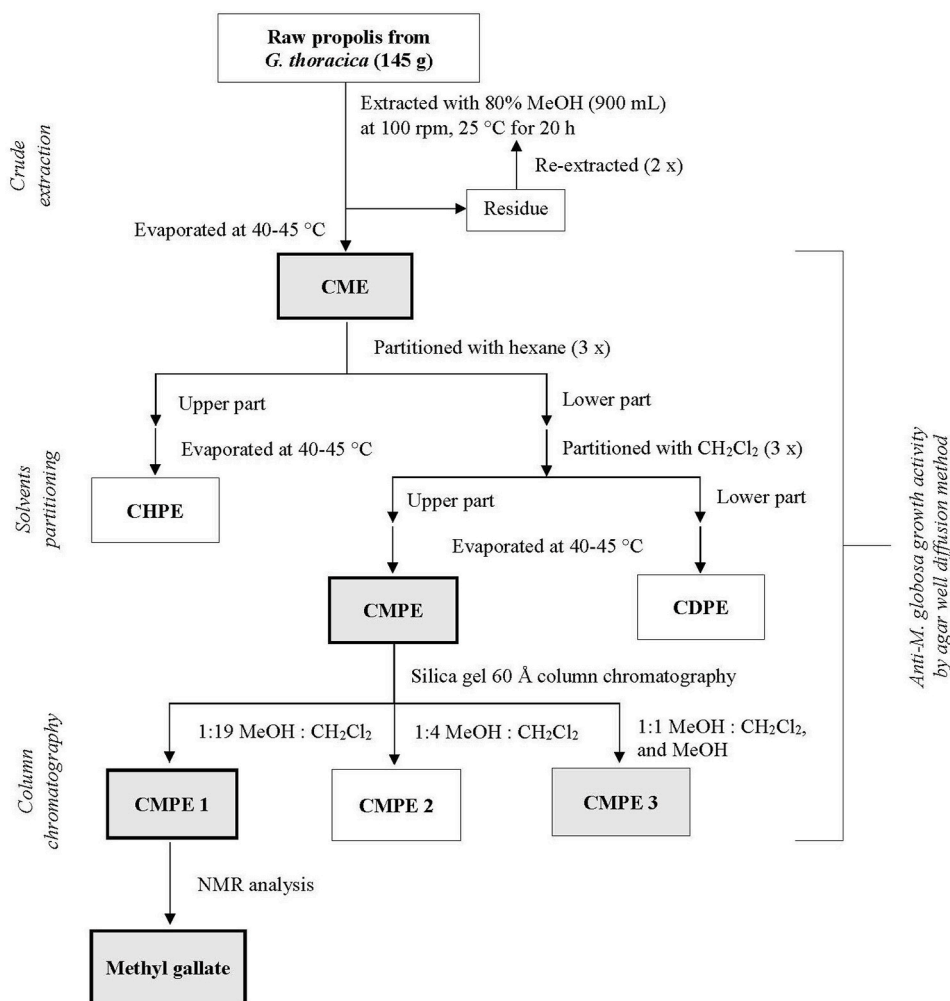 Raw propolis from
G. thoracica (145 g)
Extracted with 80% MeOH (900 mL)
at 100 rpm, 25 °C for 20 h
Re-extracted (2 x)
Residue
Crude
extraction
Evaporated at 40-45 °C
CME
Partitioned with hexane (3 x)
Upper part
Lower part
Evaporated at 40-45 °C
Partitioned with CH₂Cl₂ (3 x)
Solvents
partitioning
CHPE
Upper part
Lower part
Evaporated at 40-45 °C
CMPE
CDPE
Anti-M. globosa growth activity
by agar well diffusion method
Silica gel 60 Å column chromatography
1:19 MeOH : CH₂Cl₂
1:4 MeOH : CH₂Cl₂
1:1 MeOH : CH₂Cl₂,
and MeOH
Column
chromatography
CMPE 1
CMPE 2
CMPE 3
NMR analysis
Methyl gallate